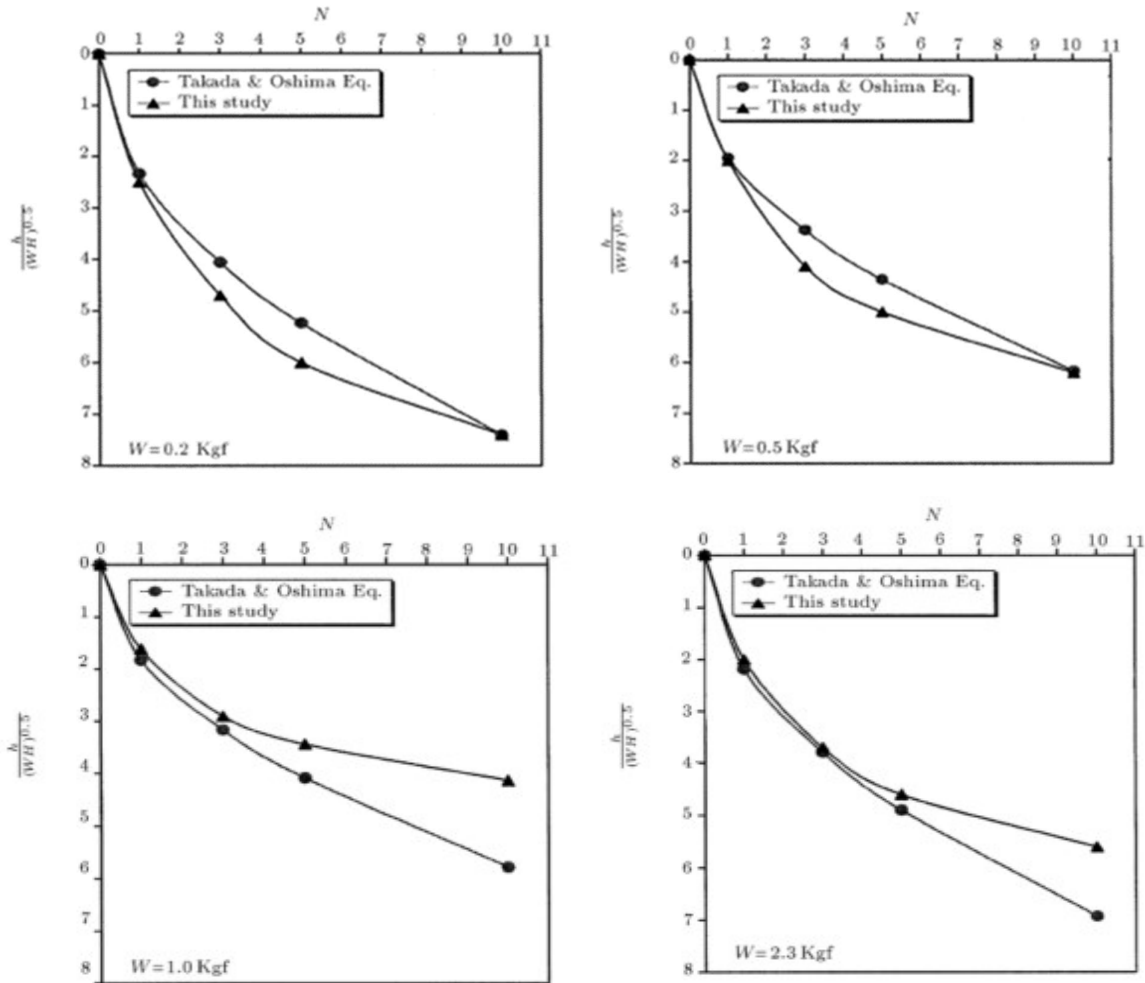 N
0 1 2 3 4 5 6 7 8 9 10 11
0
1
2
3
4
5
6
7
8
Takada & Oshima Eq.
This study
h
(WH)^0.5
W=0.2 Kgf
N
0 1 2 3 4 5 6 7 8 9 10 11
0
1
2
3
4
5
6
7
8
Takada & Oshima Eq.
This study
h
(WH)^0.5
W=0.5 Kgf
N
0 1 2 3 4 5 6 7 8 9 10 11
0
1
2
3
4
5
6
7
8
Takada & Oshima Eq.
This study
h
(WH)^0.5
W=1.0 Kgf
N
0 1 2 3 4 5 6 7 8 9 10 11
0
1
2
3
4
5
6
7
8
Takada & Oshima Eq.
This study
h
(WH)^0.5
W=2.3 Kgf